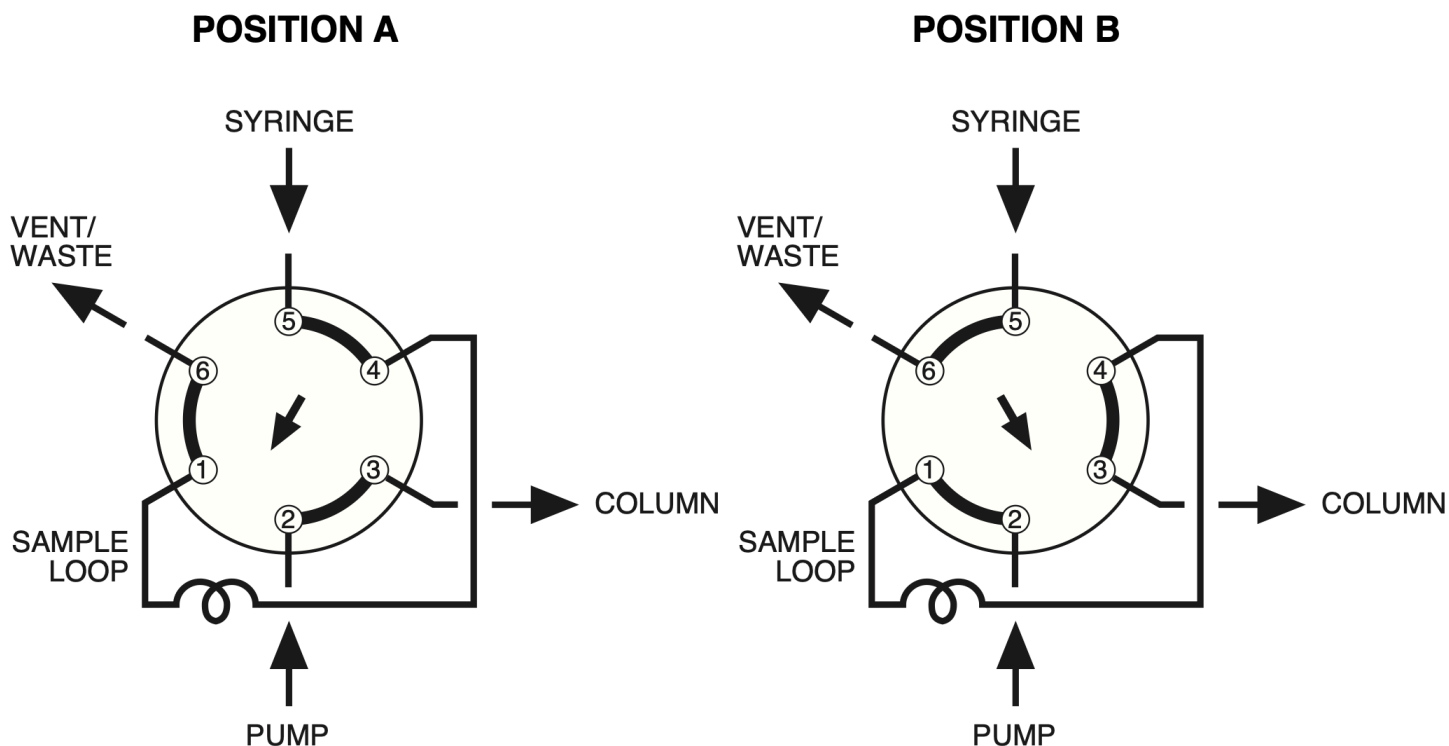 POSITION A
SYRINGE
VENT/
WASTE
5
6
4
1
3
2
COLUMN
SAMPLE
LOOP
PUMP
POSITION B
SYRINGE
VENT/
WASTE
5
6
4
1
3
2
COLUMN
SAMPLE
LOOP
PUMP